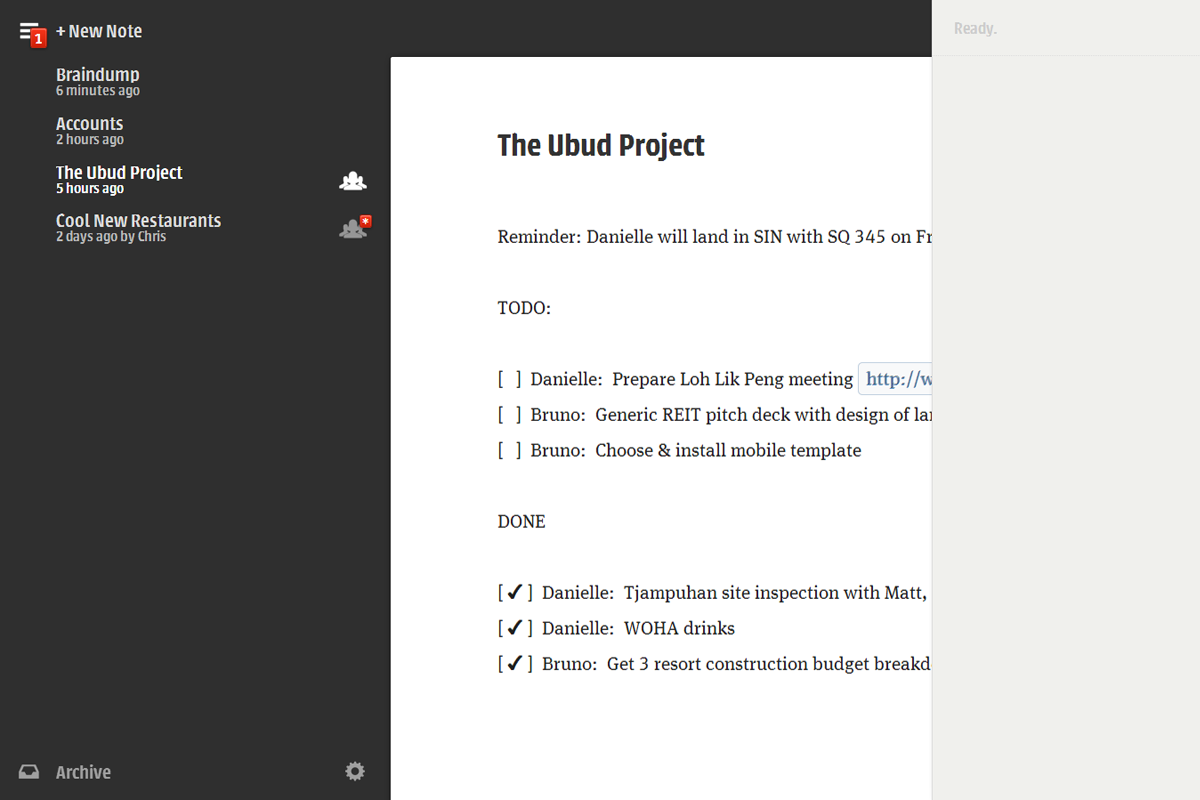 1
+ New Note
Braindump
6 minutes ago
Accounts
2 hours ago
The Ubud Project
5 hours ago
Cool New Restaurants
2 days ago by Chris
*
Archive
The Ubud Project
Reminder: Danielle will land in SIN with SQ 345 on Fr
TODO:
[ ] Danielle: Prepare Loh Lik Peng meeting http://w
[ ] Bruno: Generic REIT pitch deck with design of lar
[ ] Bruno: Choose & install mobile template
DONE
[✔] Danielle: Tjampuhan site inspection with Matt,
[✔] Danielle: WOHA drinks
[✔] Bruno: Get 3 resort construction budget breakd
Ready.